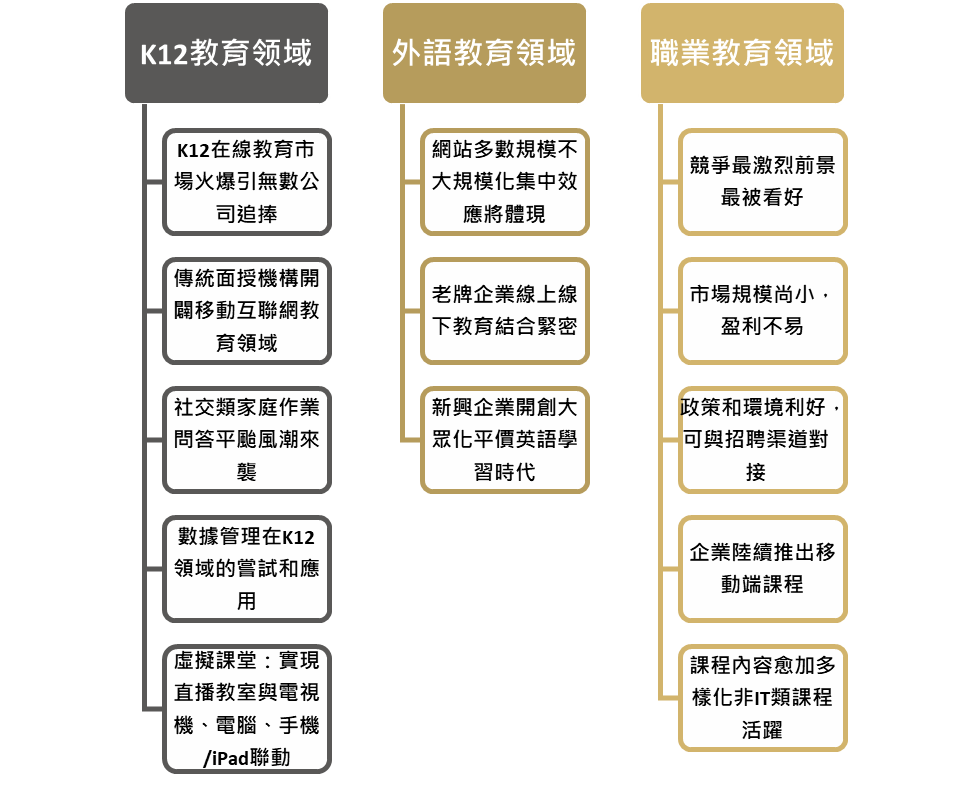 K12教育领域
K12在線教育市
場火爆引無數公
司追捧
傳統面授機構開
闢移動互聯網教
育領域
社交類家庭作業
問答平颱風潮來
襲
數據管理在K12
領域的嘗試和應
用
虛擬課堂：實現
直播教室與電視
機、電腦、手機
/iPad聯動
外語教育領域
網站多數規模不
大規模化集中效
應將體現
老牌企業線上線
下教育結合緊密
新興企業開創大
眾化平價英語學
習時代
職業教育領域
競爭最激烈前景
最被看好
市場規模尚小，
盈利不易
政策和環境利好，
可與招聘渠道對
接
企業陸續推出移
動端課程
課程內容愈加多
樣化非IT類課程
活躍